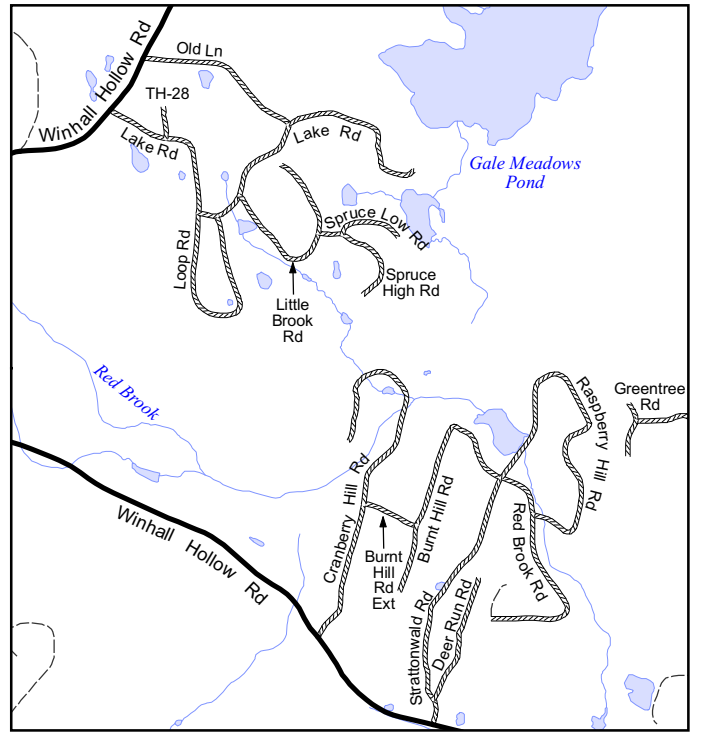 Winhall Hollow Rd
Old Ln
TH-28
Lake Rd
Lake Rd
Gale Meadows
Pond
Spruce Low Rd
Loop Rd
Spruce
High Rd
Little
Brook
Rd
Red Brook
Raspberry Hill Rd
Greentree
Rd
Cranberry Hill Rd
Burnt Hill Rd
Winhall Hollow Rd
Red Brook Rd
Burnt
Hill
Rd
Ext
Strattonwald Rd
Deer Run Rd